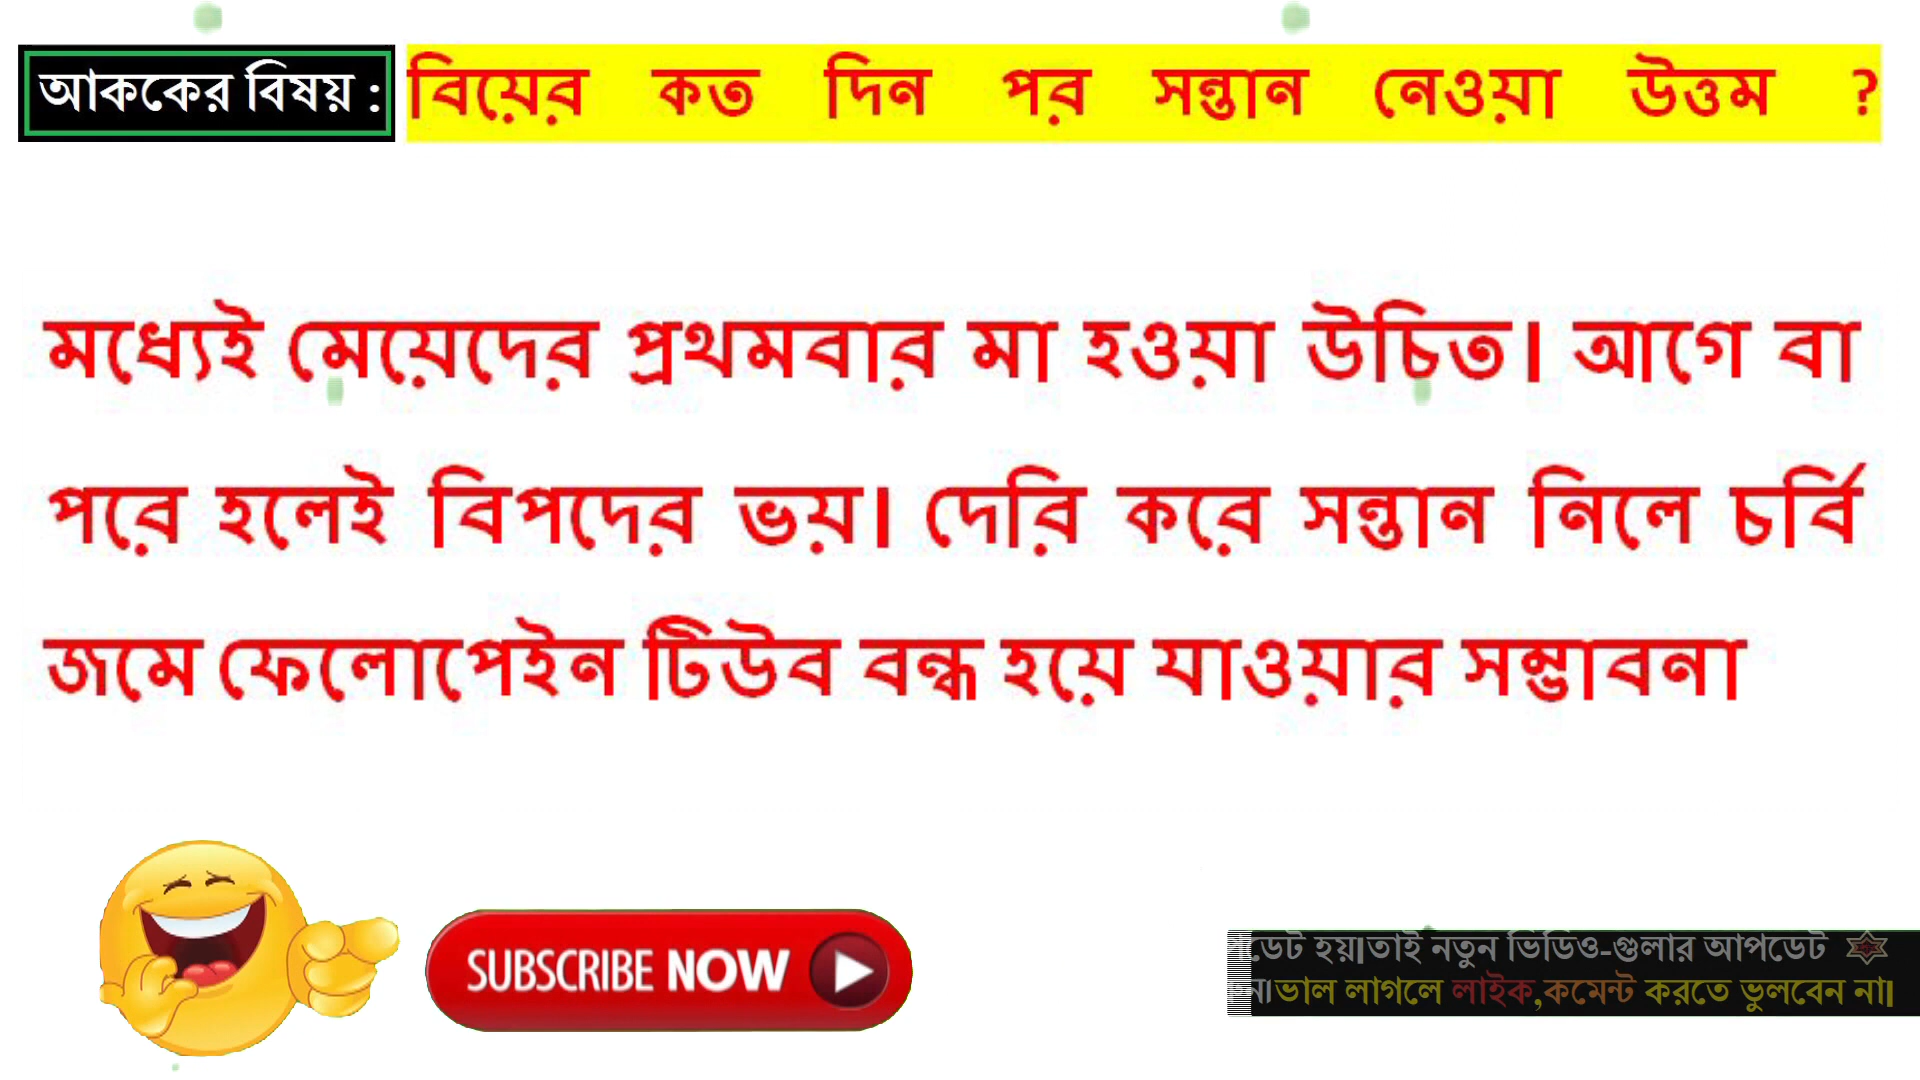 আককের বিষয় : বিয়ের কত দিন পর সন্তান নেওয়া উত্তম ?
মধ্যেই মেয়েদের প্রথমবার মা হওয়া উচিত। আগে বা
পরে হলেই বিপদের ভয়। দেরি করে সন্তান নিলে চর্বি
জমে ফেলোপেইন টিউব বন্ধ হয়ে যাওয়ার সম্ভাবনা
SUBSCRIBE NOW
হয়।তাই নতুন ভিডিও-গুলার আপডেট
ভাল লাগলে লাইক,কমেন্ট করতে ভুলবেন না।